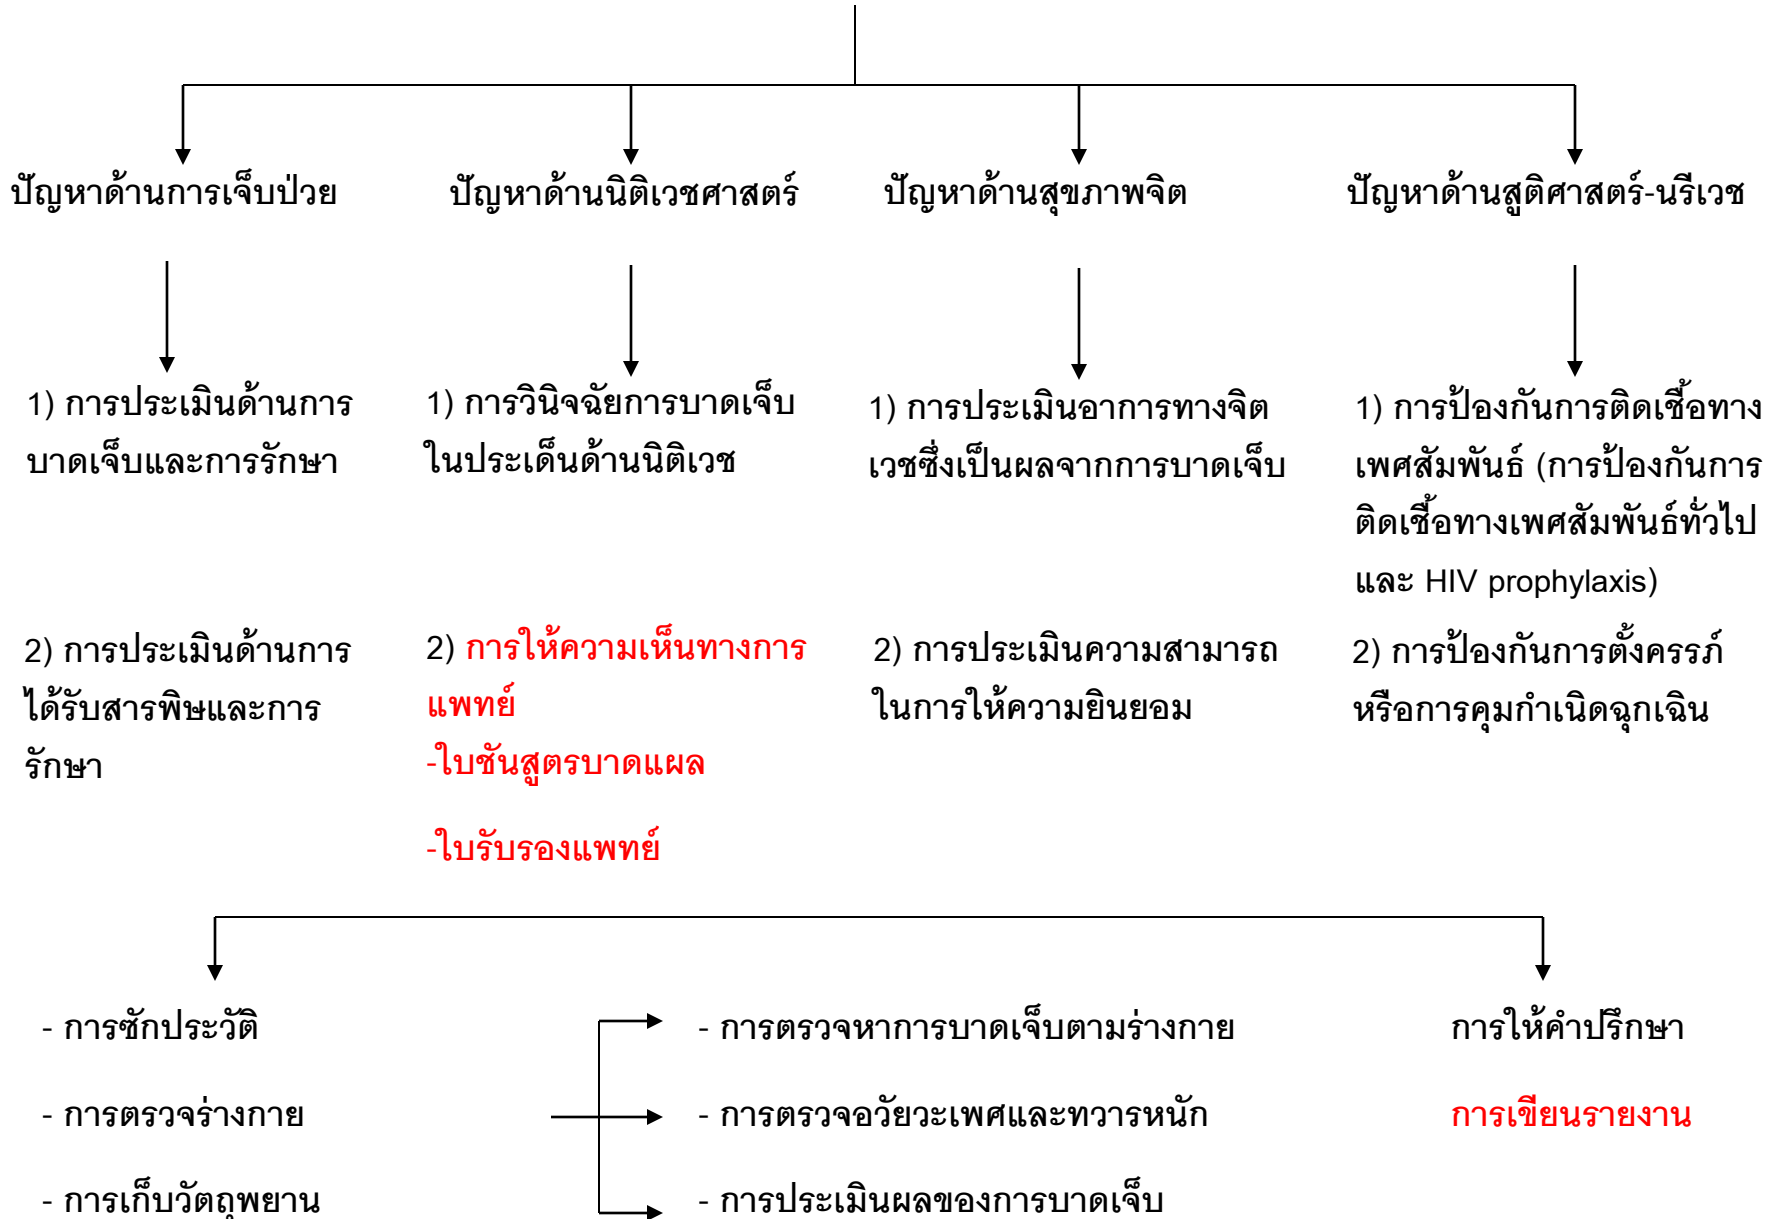 ปัญหาด้านการเจ็บป่วย
ปัญหาด้านนิติเวชศาสตร์
ปัญหาด้านสุขภาพจิต
ปัญหาด้านสูติศาสตร์-นรีเวช
1) การประเมินด้านการ
บาดเจ็บและการรักษา
1) การวินิจฉัยการบาดเจ็บ
ในประเด็นด้านนิติเวช
1) การประเมินอาการทางจิต
เวชซึ่งเป็นผลจากการบาดเจ็บ
1) การป้องกันการติดเชื้อทาง
เพศสัมพันธ์ (การป้องกันการ
ติดเชื้อทางเพศสัมพันธ์ทั่วไป
และ HIV prophylaxis)
2) การประเมินด้านการ
ได้รับสารพิษและการ
รักษา
2) การให้ความเห็นทางการ
แพทย์
-ใบชันสูตรบาดแผล
-ใบรับรองแพทย์
2) การประเมินความสามารถ
ในการให้ความยินยอม
2) การป้องกันการตั้งครรภ์
หรือการคุมกำเนิดฉุกเฉิน
- การซักประวัติ
- การตรวจร่างกาย
- การเก็บวัตถุพยาน
- การตรวจหาการบาดเจ็บตามร่างกาย
- การตรวจอวัยวะเพศและทวารหนัก
- การประเมินผลของการบาดเจ็บ
การให้คำปรึกษา
การเขียนรายงาน